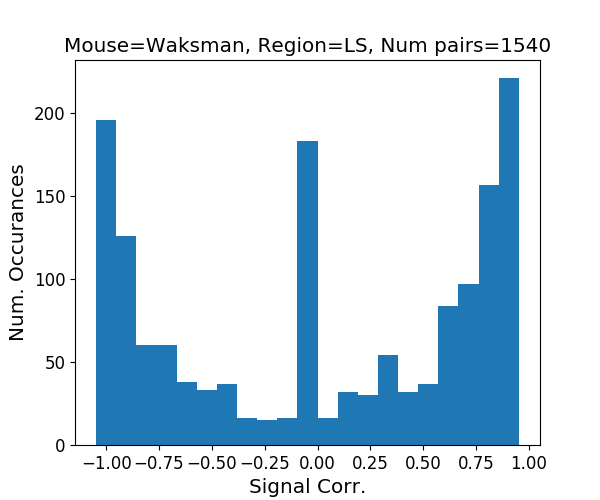 Mouse=Waksman, Region=LS, Num pairs=1540
Num. Occurances
200
150
100
50
0
−1.00 −0.75 −0.50 −0.25 0.00 0.25 0.50 0.75 1.00
Signal Corr.